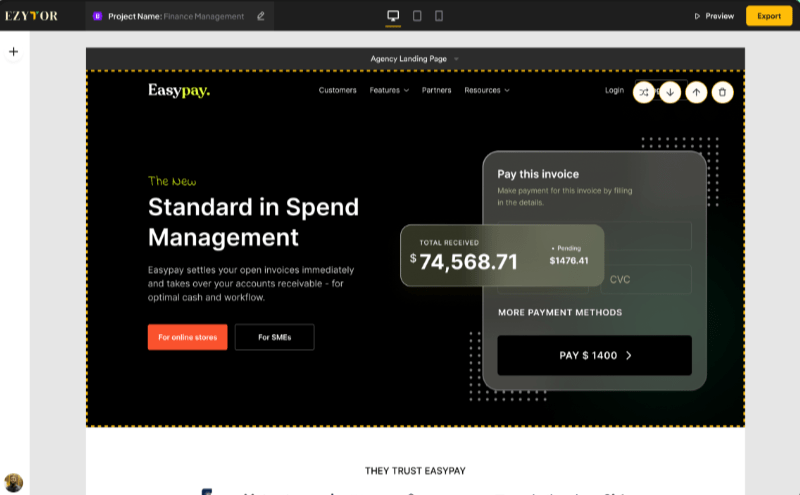 EZYTOR
Project Name: Finance Management
Preview
Export
Agency Landing Page
Easypay.
Customers
Features
Partners
Resources
Login
The New
Standard in Spend
Management
Easypay settles your open invoices immediately
and takes over your accounts receivable - for
optimal cash and workflow.
For online stores
For SMEs
Pay this invoice
Make payment for this invoice by filling
in the details.
TOTAL RECEIVED
$74,568.71
• Pending
$1476.41
CVC
MORE PAYMENT METHODS
PAY $ 1400
THEY TRUST EASYPAY